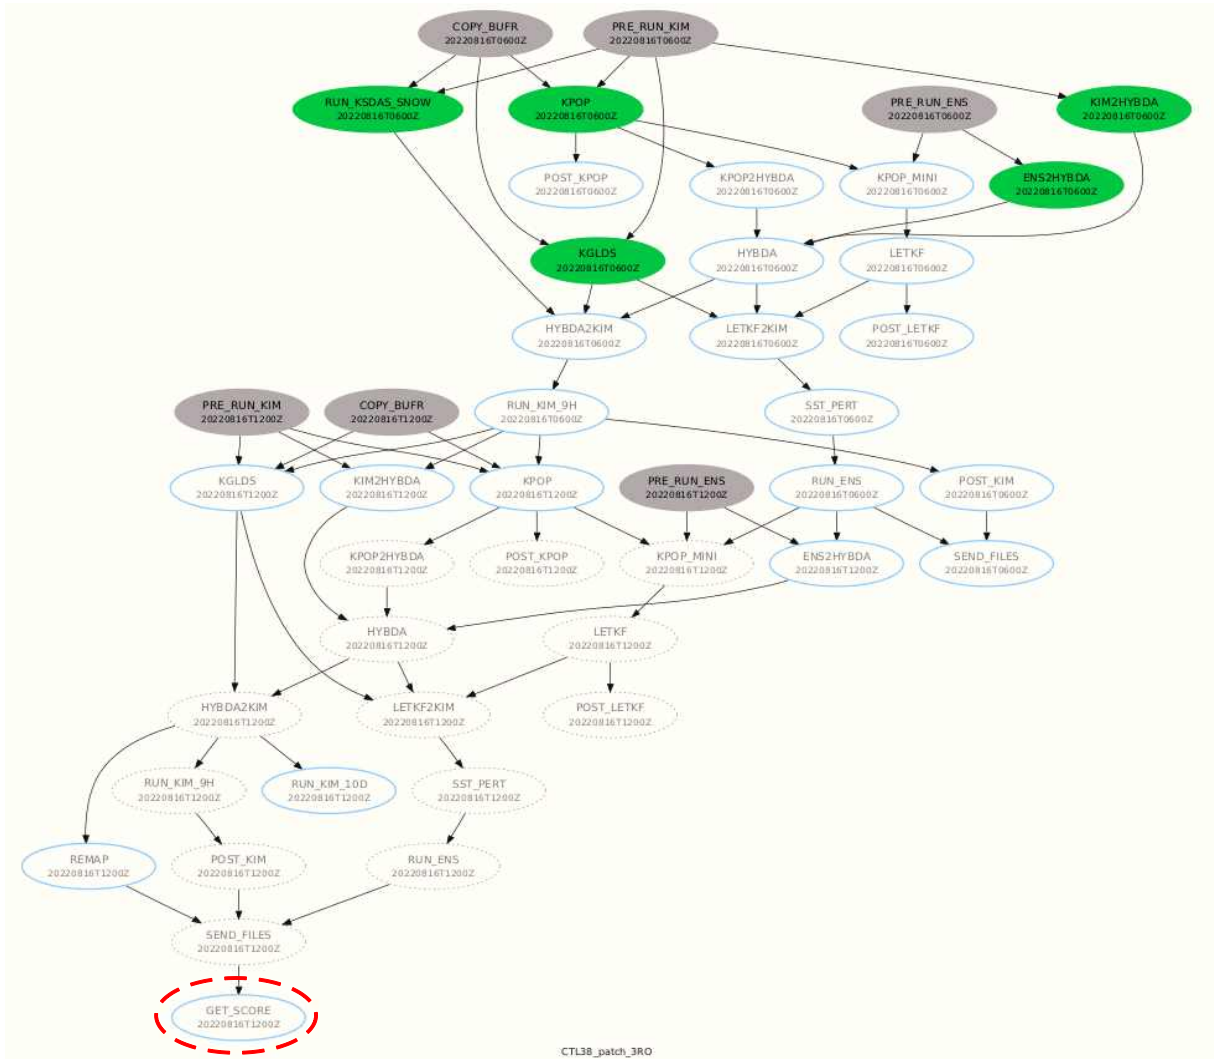 COPY_BUFR
20220816T0600Z
PRE_RUN_KIM
20220816T0600Z
RUN_KSDAS_SNOW
20220816T0600Z
KPOP
20220816T0600Z
PRE_RUN_ENS
20220816T0600Z
KIM2HYBDA
20220816T0600Z
POST_KPOP
20220816T0600Z
KPOP2HYBDA
20220816T0600Z
KPOP_MINI
20220816T0600Z
ENS2HYBDA
20220816T0600Z
KGLDS
20220816T0600Z
HYBDA
20220816T0600Z
LETKF
20220816T0600Z
HYBDA2KIM
20220816T0600Z
LETKF2KIM
20220816T0600Z
POST_LETKF
20220816T0600Z
PRE_RUN_KIM
20220816T1200Z
COPY_BUFR
20220816T1200Z
RUN_KIM_9H
20220816T0600Z
SST_PERT
20220816T0600Z
KGLDS
20220816T1200Z
KIM2HYBDA
20220816T1200Z
KPOP
20220816T1200Z
PRE_RUN_ENS
20220816T1200Z
RUN_ENS
20220816T0600Z
POST_KIM
20220816T0600Z
KPOP2HYBDA
20220816T1200Z
POST_KPOP
20220816T1200Z
KPOP_MINI
20220816T1200Z
ENS2HYBDA
20220816T1200Z
SEND_FILES
20220816T0600Z
HYBDA
20220816T1200Z
LETKF
20220816T1200Z
HYBDA2KIM
20220816T1200Z
LETKF2KIM
20220816T1200Z
POST_LETKF
20220816T1200Z
RUN_KIM_9H
20220816T1200Z
RUN_KIM_10D
20220816T1200Z
SST_PERT
20220816T1200Z
REMAP
20220816T1200Z
POST_KIM
20220816T1200Z
RUN_ENS
20220816T1200Z
SEND_FILES
20220816T1200Z
GET_SCORE
20220816T1200Z
CTL38_patch_3RO